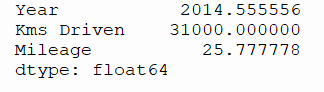 Year 2014.555556
Kms Driven 31000.000000
Mileage 25.777778
dtype: float64